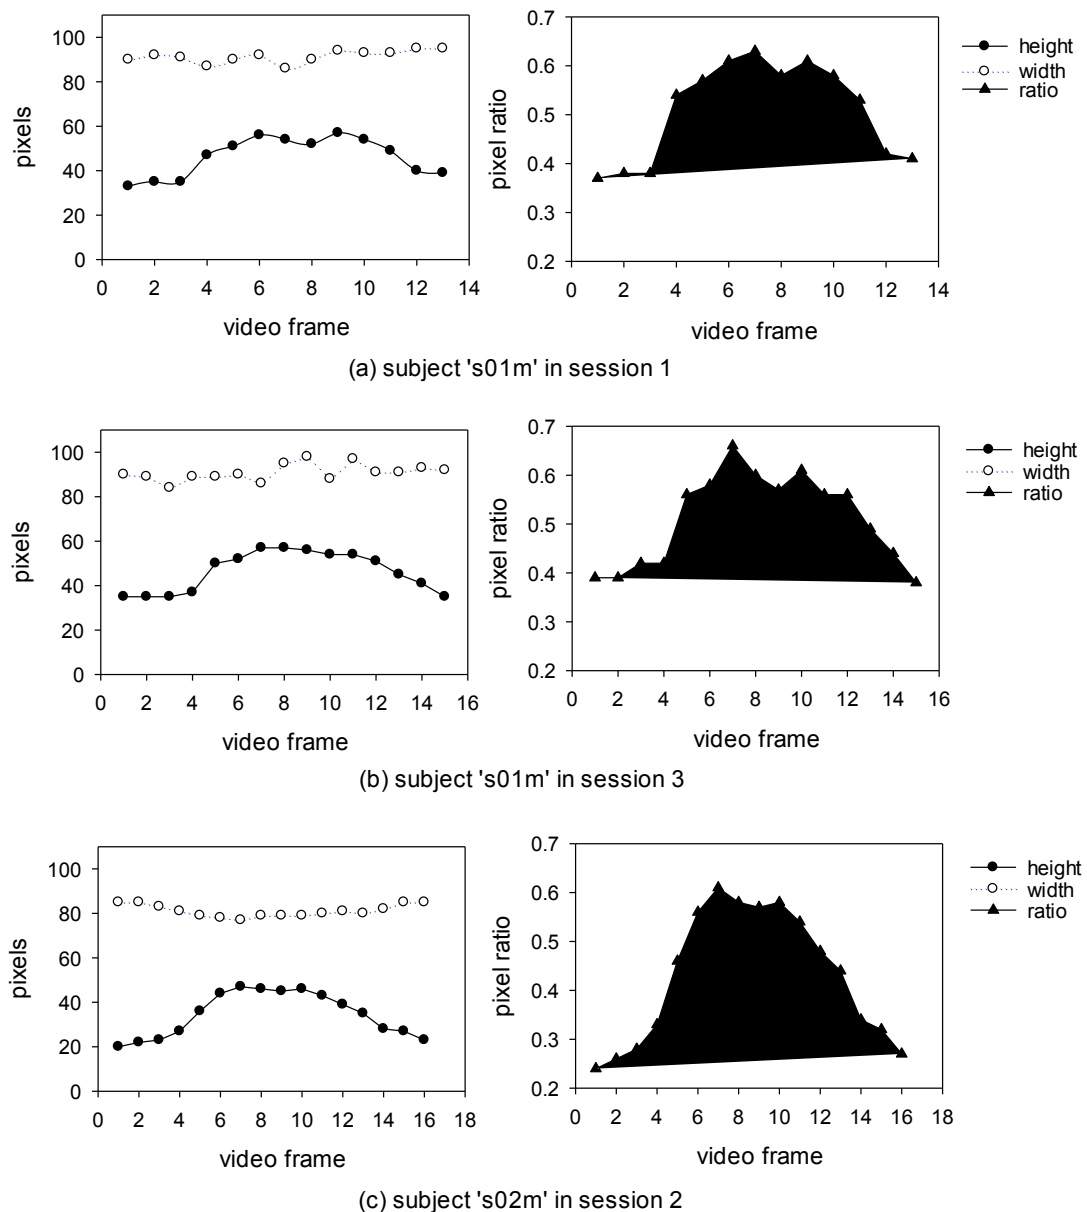 100
80
60
40
20
0
pixels
0 2 4 6 8 10 12 14
video frame
0.7
0.6
0.5
0.4
0.3
0.2
pixel ratio
0 2 4 6 8 10 12 14
video frame
height
width
ratio
(a) subject 's01m' in session 1
100
80
60
40
20
0
pixels
0 2 4 6 8 10 12 14 16
video frame
0.7
0.6
0.5
0.4
0.3
0.2
pixel ratio
0 2 4 6 8 10 12 14 16
video frame
height
width
ratio
(b) subject 's01m' in session 3
100
80
60
40
20
0
pixels
0 2 4 6 8 10 12 14 16 18
video frame
0.7
0.6
0.5
0.4
0.3
0.2
pixel ratio
0 2 4 6 8 10 12 14 16 18
video frame
height
width
ratio
(c) subject 's02m' in session 2